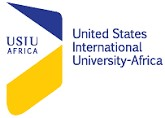 USIU
AFRICA
United States
International
University-Africa